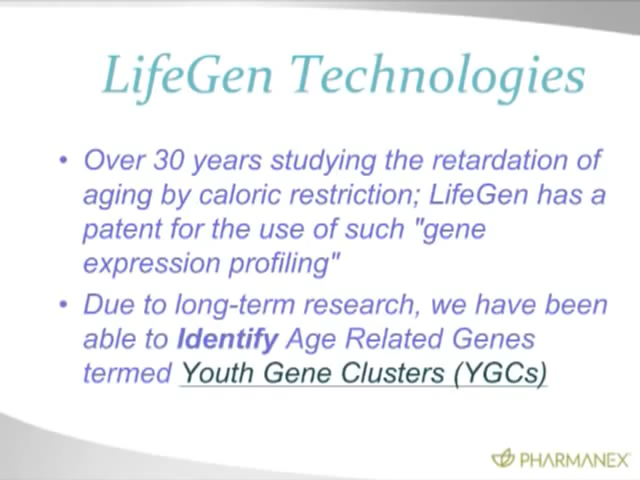 LifeGen Technologies
• Over 30 years studying the retardation of
aging by caloric restriction; LifeGen has a
patent for the use of such "gene
expression profiling"
• Due to long-term research, we have been
able to Identify Age Related Genes
termed Youth Gene Clusters (YGCs)
PHARMANEX